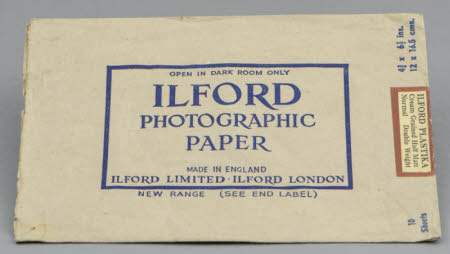 OPEN IN DARK ROOM ONLY
ILFORD
PHOTOGRAPHIC
PAPER
MADE IN ENGLAND
ILFORD LIMITED · ILFORD LONDON
NEW RANGE (SEE END LABEL)
4¾ x 6½ ins.
12 x 16.5 cms.
ILFORD PLASTIKA
Cream Grained Half Matt
Normal Double Weight
10
Sheets